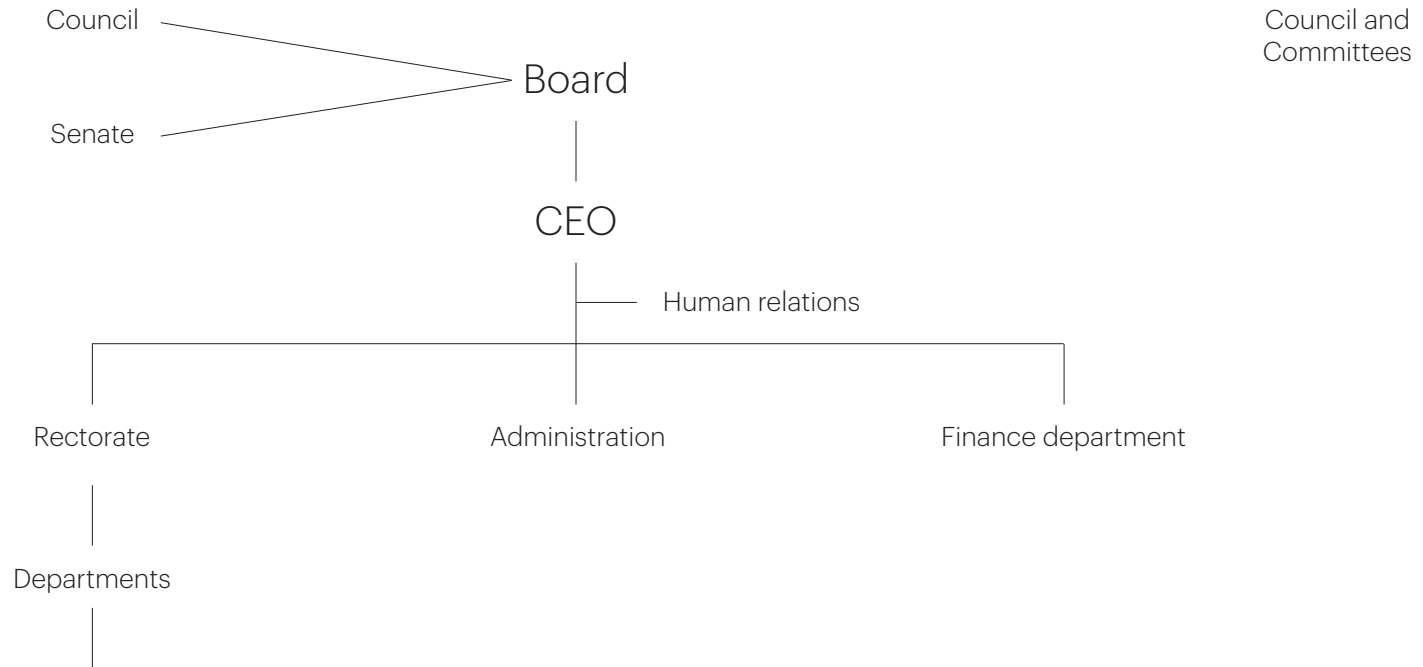 Council
Council and
Committees
Board
Senate
CEO
Human relations
Rectorate
Administration
Finance department
Departments